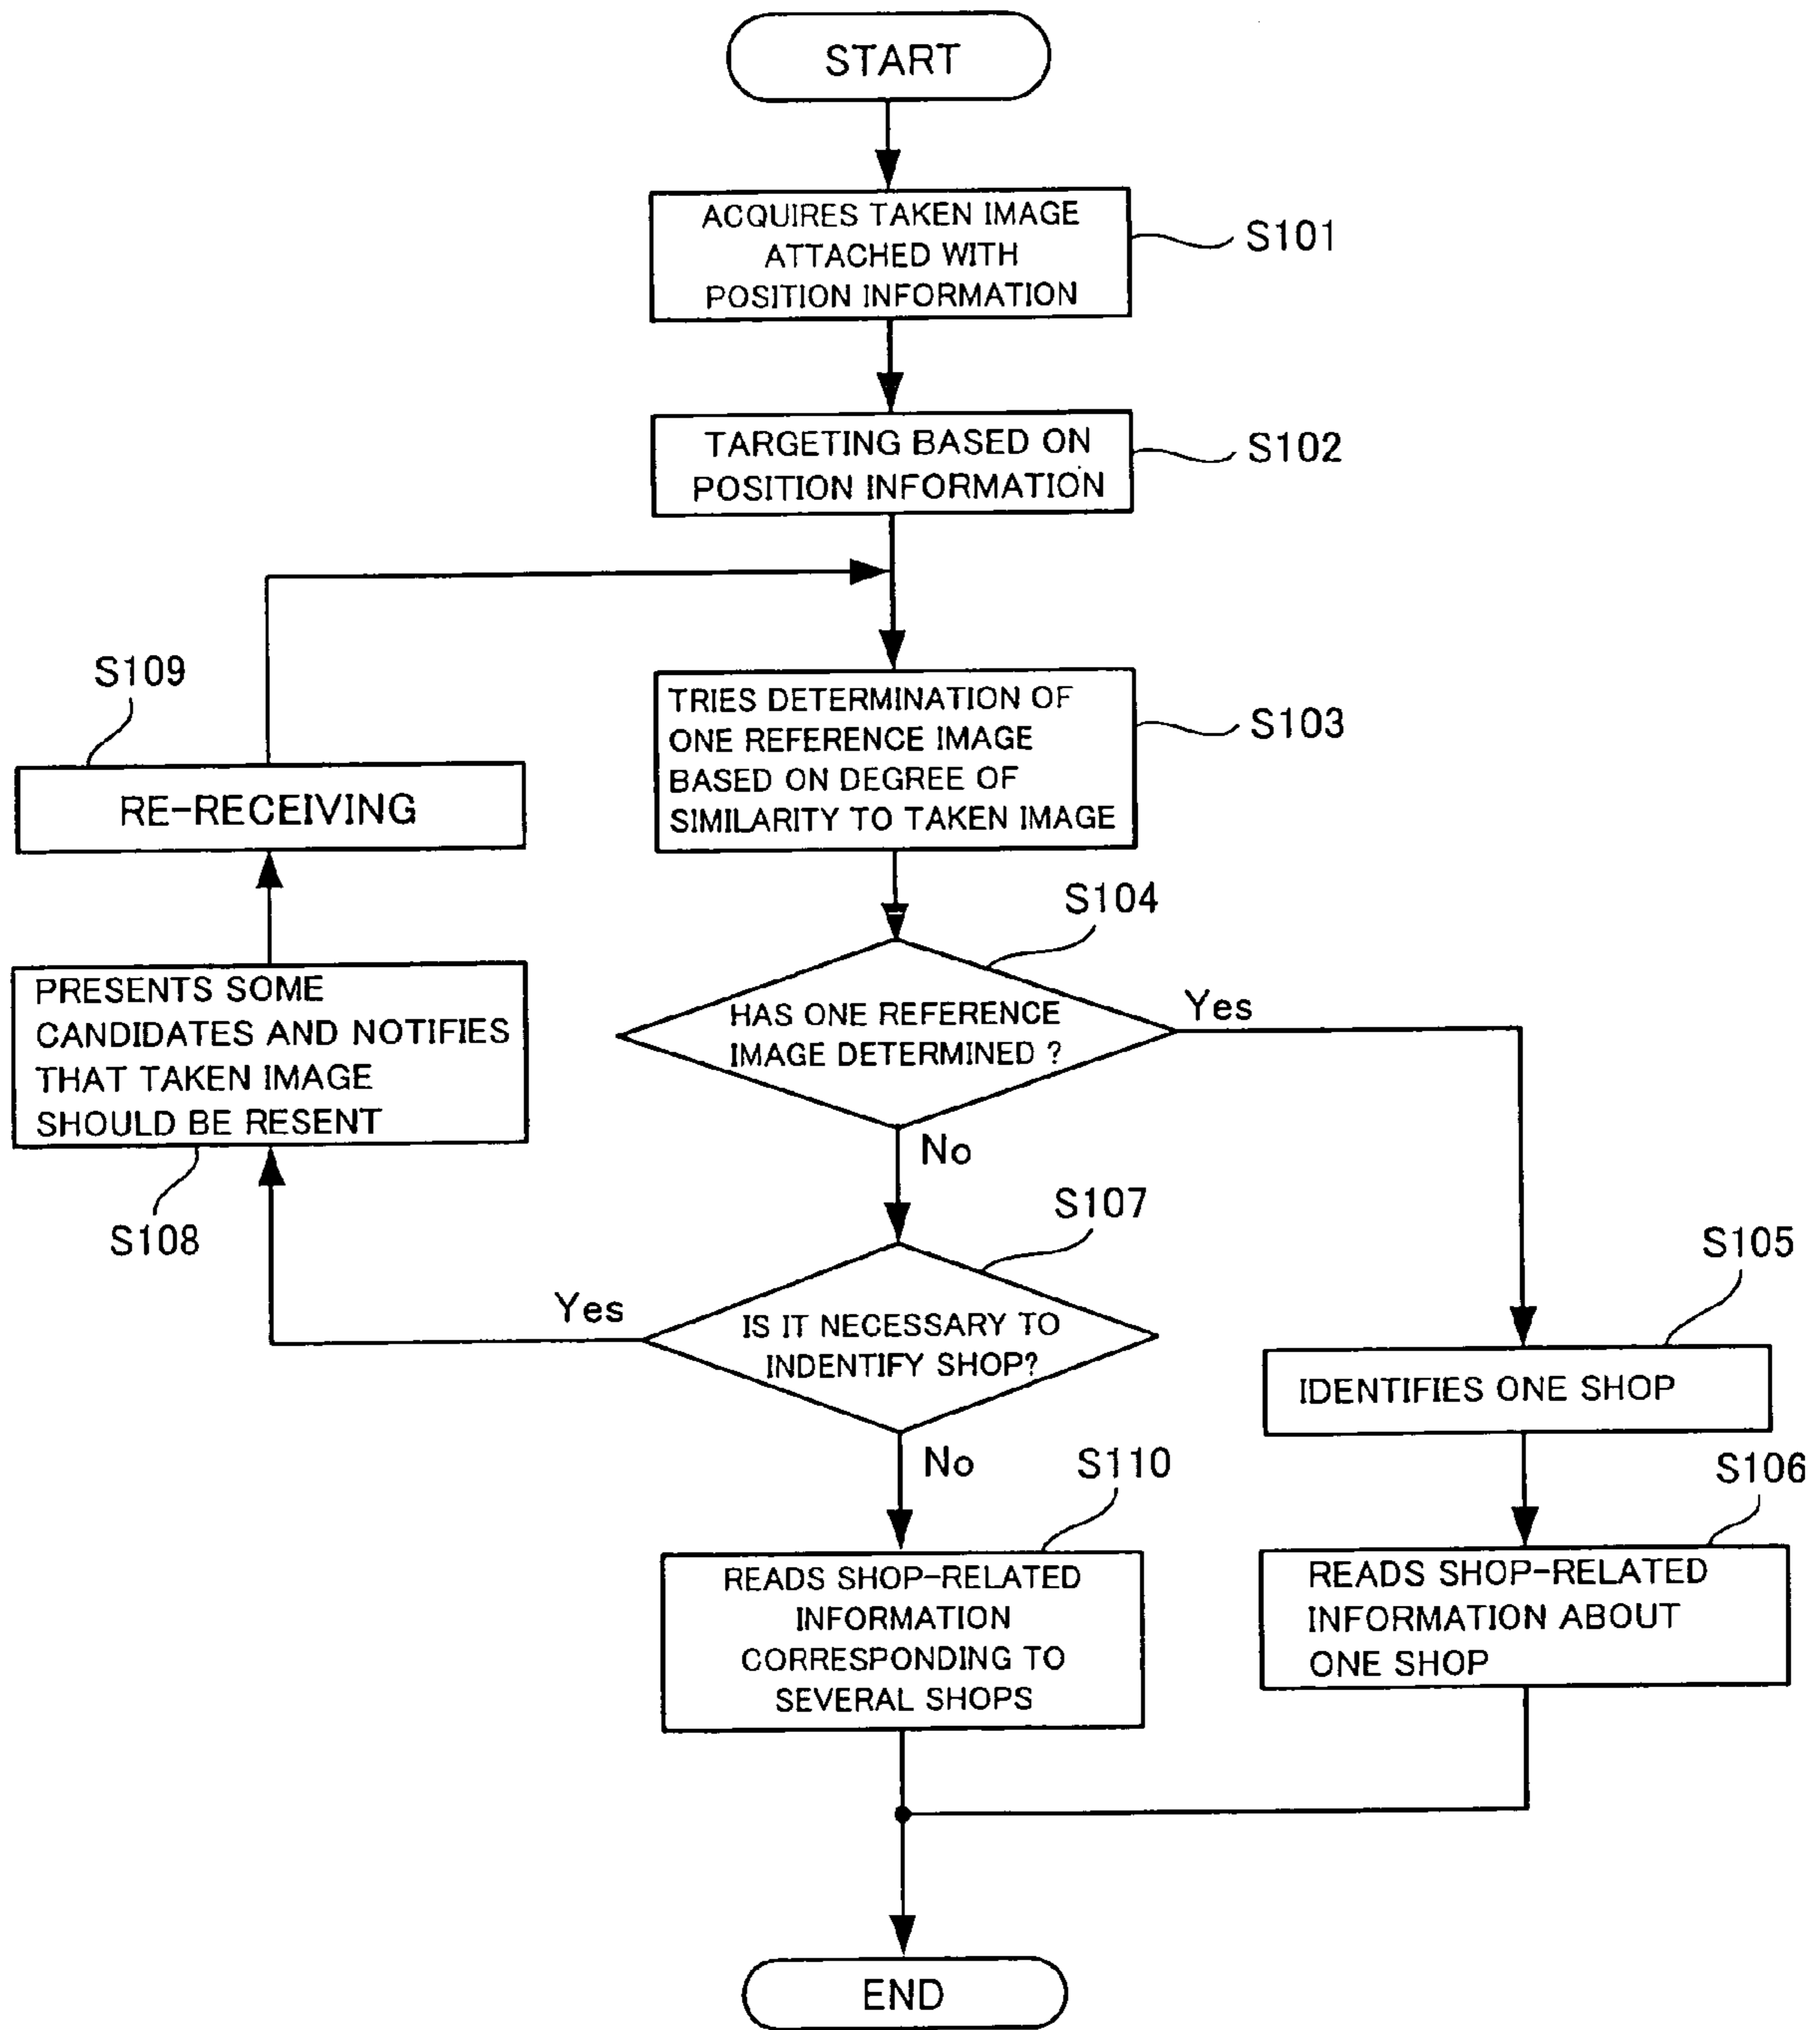 START
ACQUIRES TAKEN IMAGE
ATTACHED WITH
POSITION INFORMATION
S101
TARGETING BASED ON
POSITION INFORMATION
S102
S109
RE-RECEIVING
TRIES DETERMINATION OF
ONE REFERENCE IMAGE
BASED ON DEGREE OF
SIMILARITY TO TAKEN IMAGE
S103
S104
PRESENTS SOME
CANDIDATES AND NOTIFIES
THAT TAKEN IMAGE
SHOULD BE RESENT
S108
HAS ONE REFERENCE
IMAGE DETERMINED ?
Yes
No
S107
Yes
IS IT NECESSARY TO
INDENTIFY SHOP?
No
S105
IDENTIFIES ONE SHOP
S110
READS SHOP-RELATED
INFORMATION
CORRESPONDING TO
SEVERAL SHOPS
S106
READS SHOP-RELATED
INFORMATION ABOUT
ONE SHOP
END